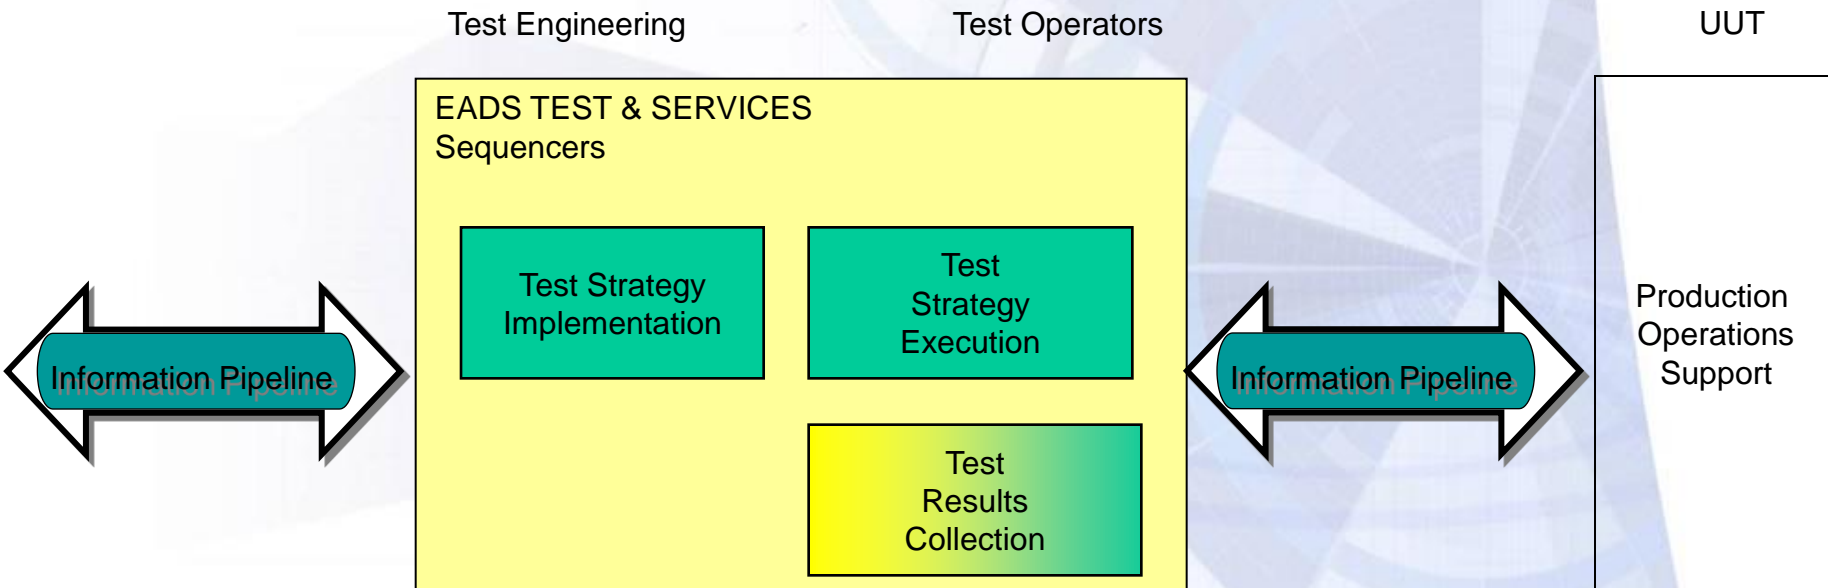 Test Engineering
Test Operators
UUT
EADS TEST & SERVICES
Sequencers
Test Strategy
Implementation
Test
Strategy
Execution
Information Pipeline
Information Pipeline
Production
Operations
Support
Test
Results
Collection